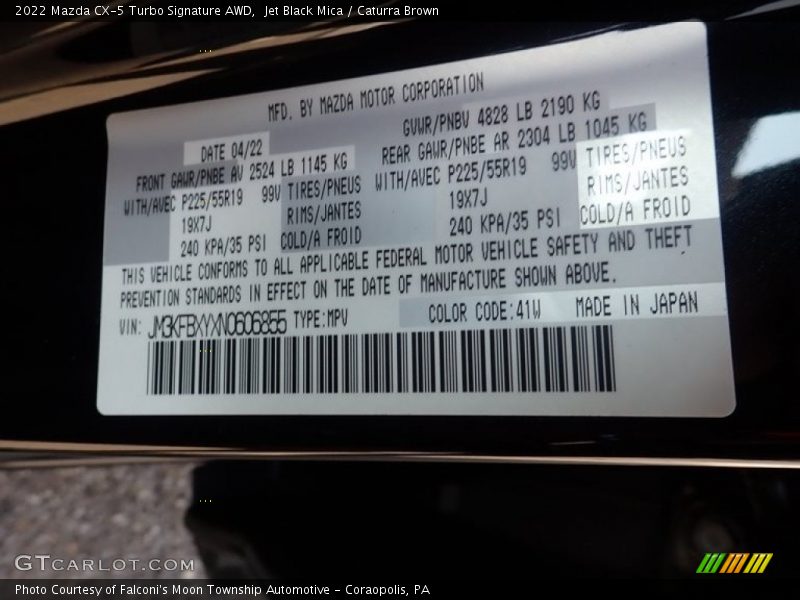 2022 Mazda CX-5 Turbo Signature AWD, Jet Black Mica / Caturra Brown
MFD. BY MAZDA MOTOR CORPORATION
DATE 04/22 GVWR/PNBV 4828 LB 2190 KG
FRONT GAWR/PNBE AV 2524 LB 1145 KG REAR GAWR/PNBE AR 2304 LB 1045 KG
WITH/AVEC P225/55R19 99V TIRES/PNEUS WITH/AVEC P225/55R19 99V TIRES/PNEUS
19X7J RIMS/JANTES 19X7J RIMS/JANTES
240 KPA/35 PSI COLD/A FROID 240 KPA/35 PSI COLD/A FROID
THIS VEHICLE CONFORMS TO ALL APPLICABLE FEDERAL MOTOR VEHICLE SAFETY AND THEFT
PREVENTION STANDARDS IN EFFECT ON THE DATE OF MANUFACTURE SHOWN ABOVE.
VIN: JM3KFBXYXN0606855 TYPE:MPV COLOR CODE:41W MADE IN JAPAN
GTCARLOT.COM
Photo Courtesy of Falconi's Moon Township Automotive - Coraopolis, PA